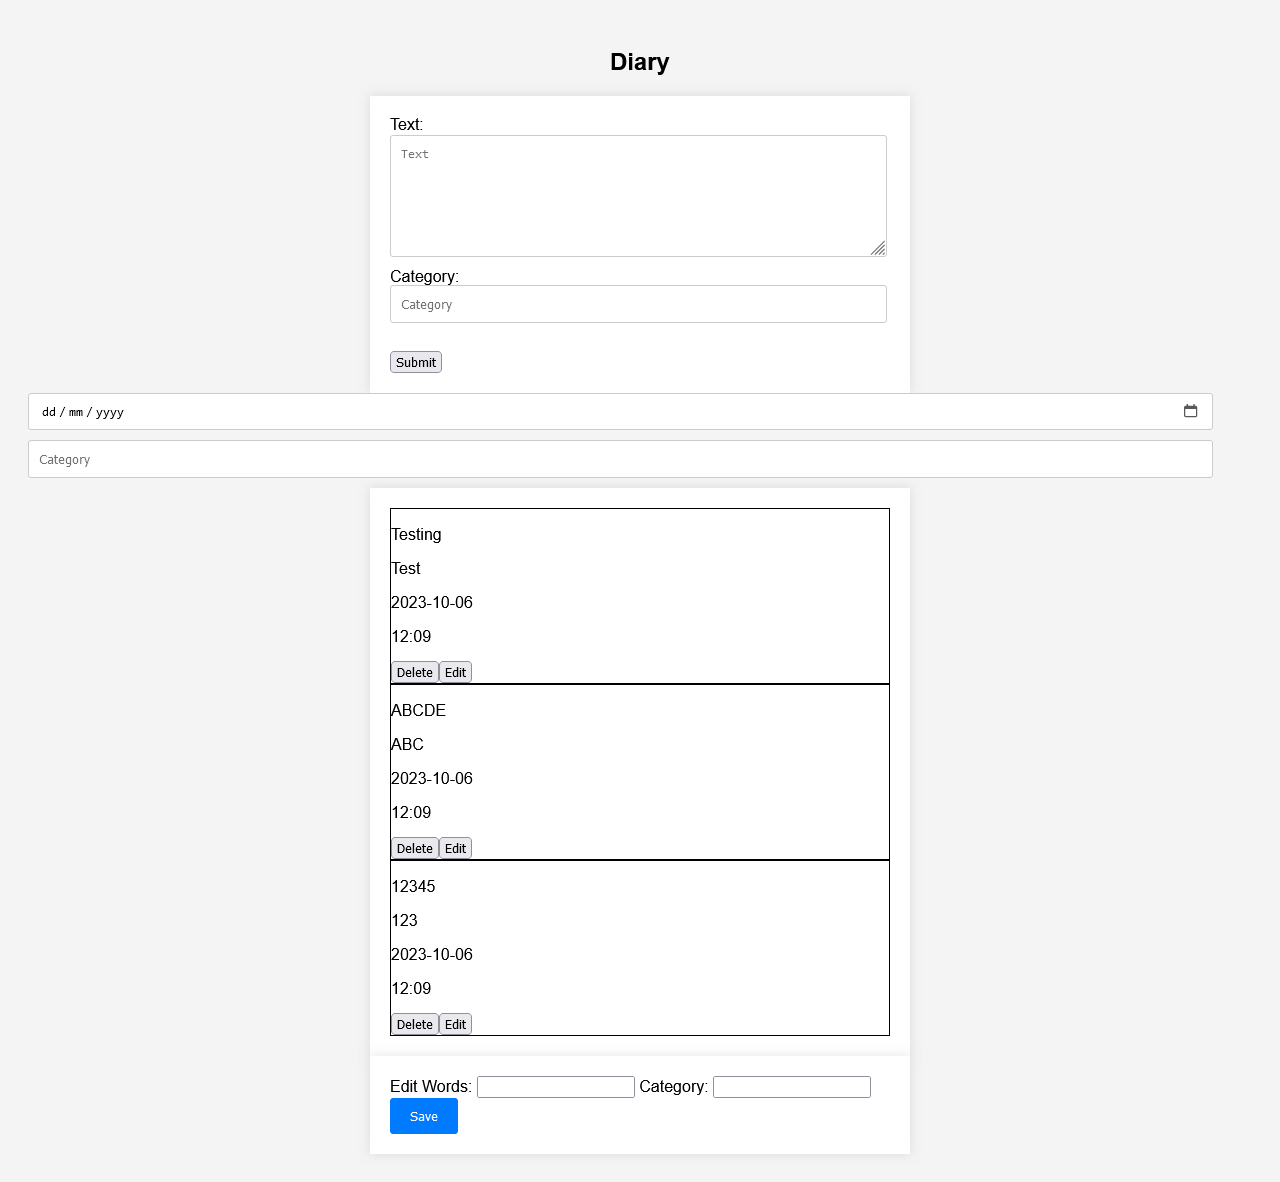 Diary
Text:
Text
Category:
Category
Submit
dd / mm / yyyy
Category
Testing
Test
2023-10-06
12:09
Delete Edit
ABCDE
ABC
2023-10-06
12:09
Delete Edit
12345
123
2023-10-06
12:09
Delete Edit
Edit Words: Category:
Save